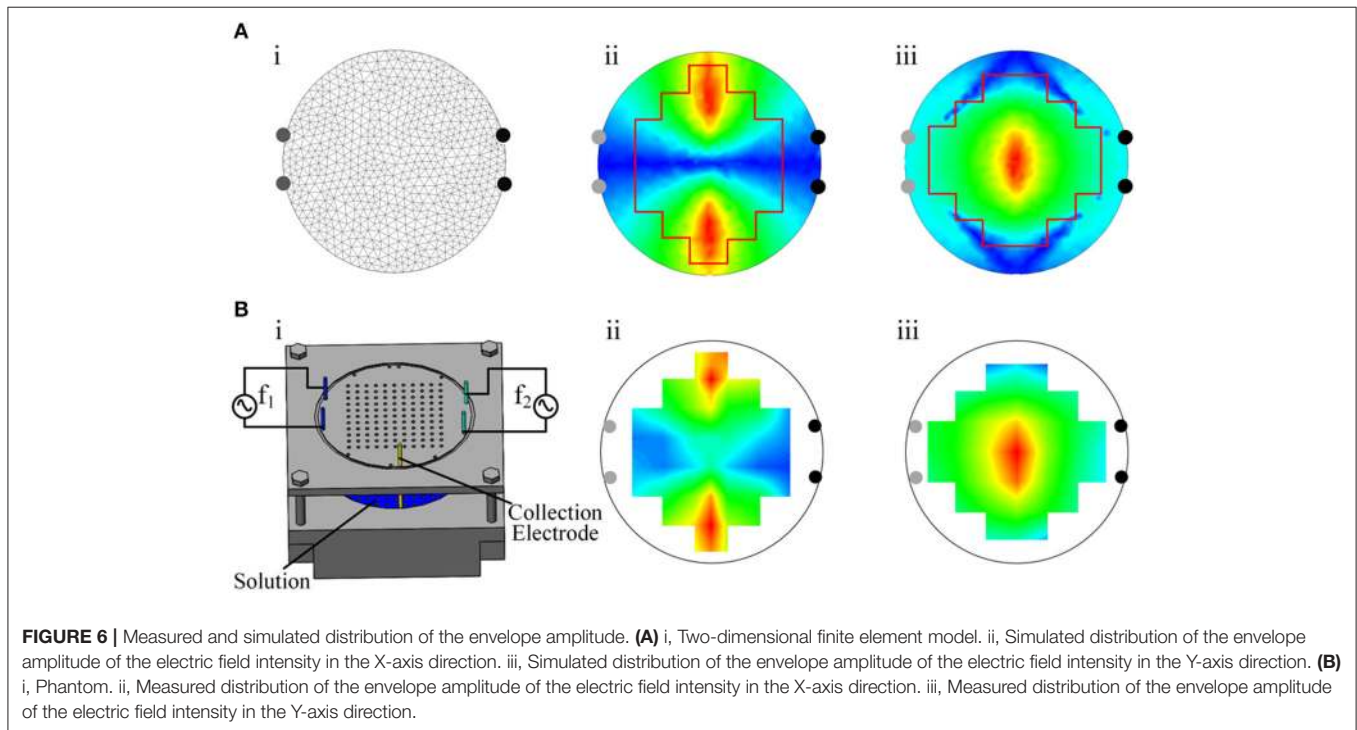 A
i
ii
iii
B
i
ii
iii
f1
f2
Collection
Electrode
Solution
FIGURE 6 | Measured and simulated distribution of the envelope amplitude. (A) i, Two-dimensional finite element model. ii, Simulated distribution of the envelope
amplitude of the electric field intensity in the X-axis direction. iii, Simulated distribution of the envelope amplitude of the electric field intensity in the Y-axis direction. (B)
i, Phantom. ii, Measured distribution of the envelope amplitude of the electric field intensity in the X-axis direction. iii, Measured distribution of the envelope amplitude
of the electric field intensity in the Y-axis direction.